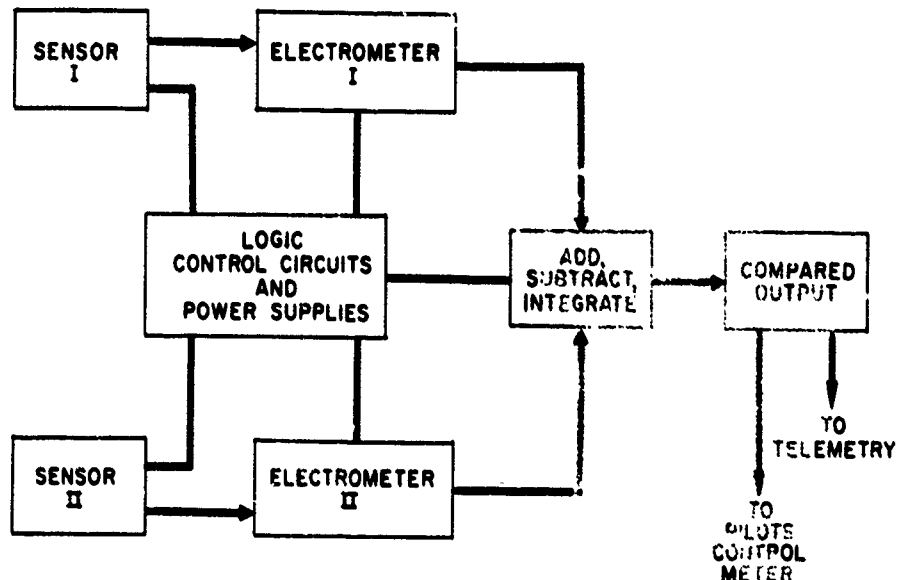 SENSOR
I
ELECTROMETER
I
LOGIC
CONTROL CIRCUITS
AND
POWER SUPPLIES
ADD,
SUBTRACT,
INTEGRATE
COMPARED
OUTPUT
SENSOR
II
ELECTROMETER
II
TO
TELEMETRY
TO
PILOTS
CONTROL
METER